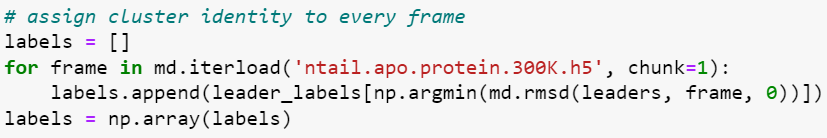 # assign cluster identity to every frame
labels = []
for frame in md.iterload('ntail.apo.protein.300K.h5', chunk=1):
    labels.append(leader_labels[np.argmin(md.rmsd(leaders, frame, 0))])
labels = np.array(labels)